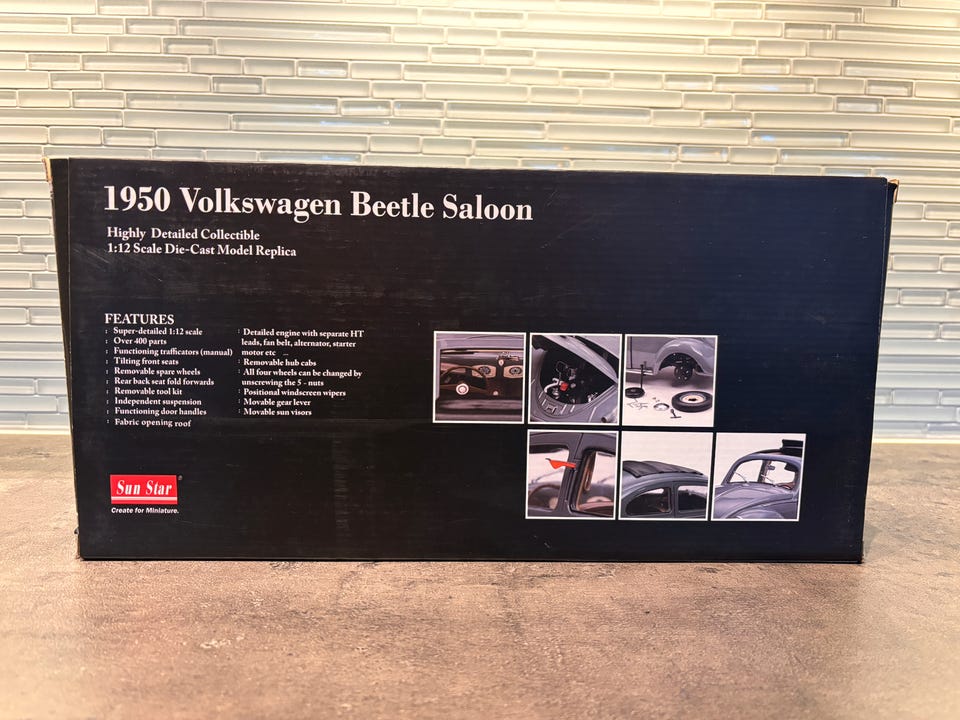 1950 Volkswagen Beetle Saloon
Highly Detailed Collectible
1:12 Scale Die-Cast Model Replica
FEATURES
: Super-detailed 1:12 scale
: Over 400 parts
: Functioning trafficators (manual)
: Tilting front seats
: Removable spare wheels
: Rear back seat fold forwards
: Removable tool kit
: Independent suspension
: Functioning door handles
: Fabric opening roof
: Detailed engine with separate HT
leads, fan belt, alternator, starter
motor etc
: Removable hub cabs
: All four wheels can be changed by
unscrewing the 5 - nuts
: Positional windscreen wipers
: Movable gear lever
: Movable sun visors
Sun Star®
Create for Miniature.